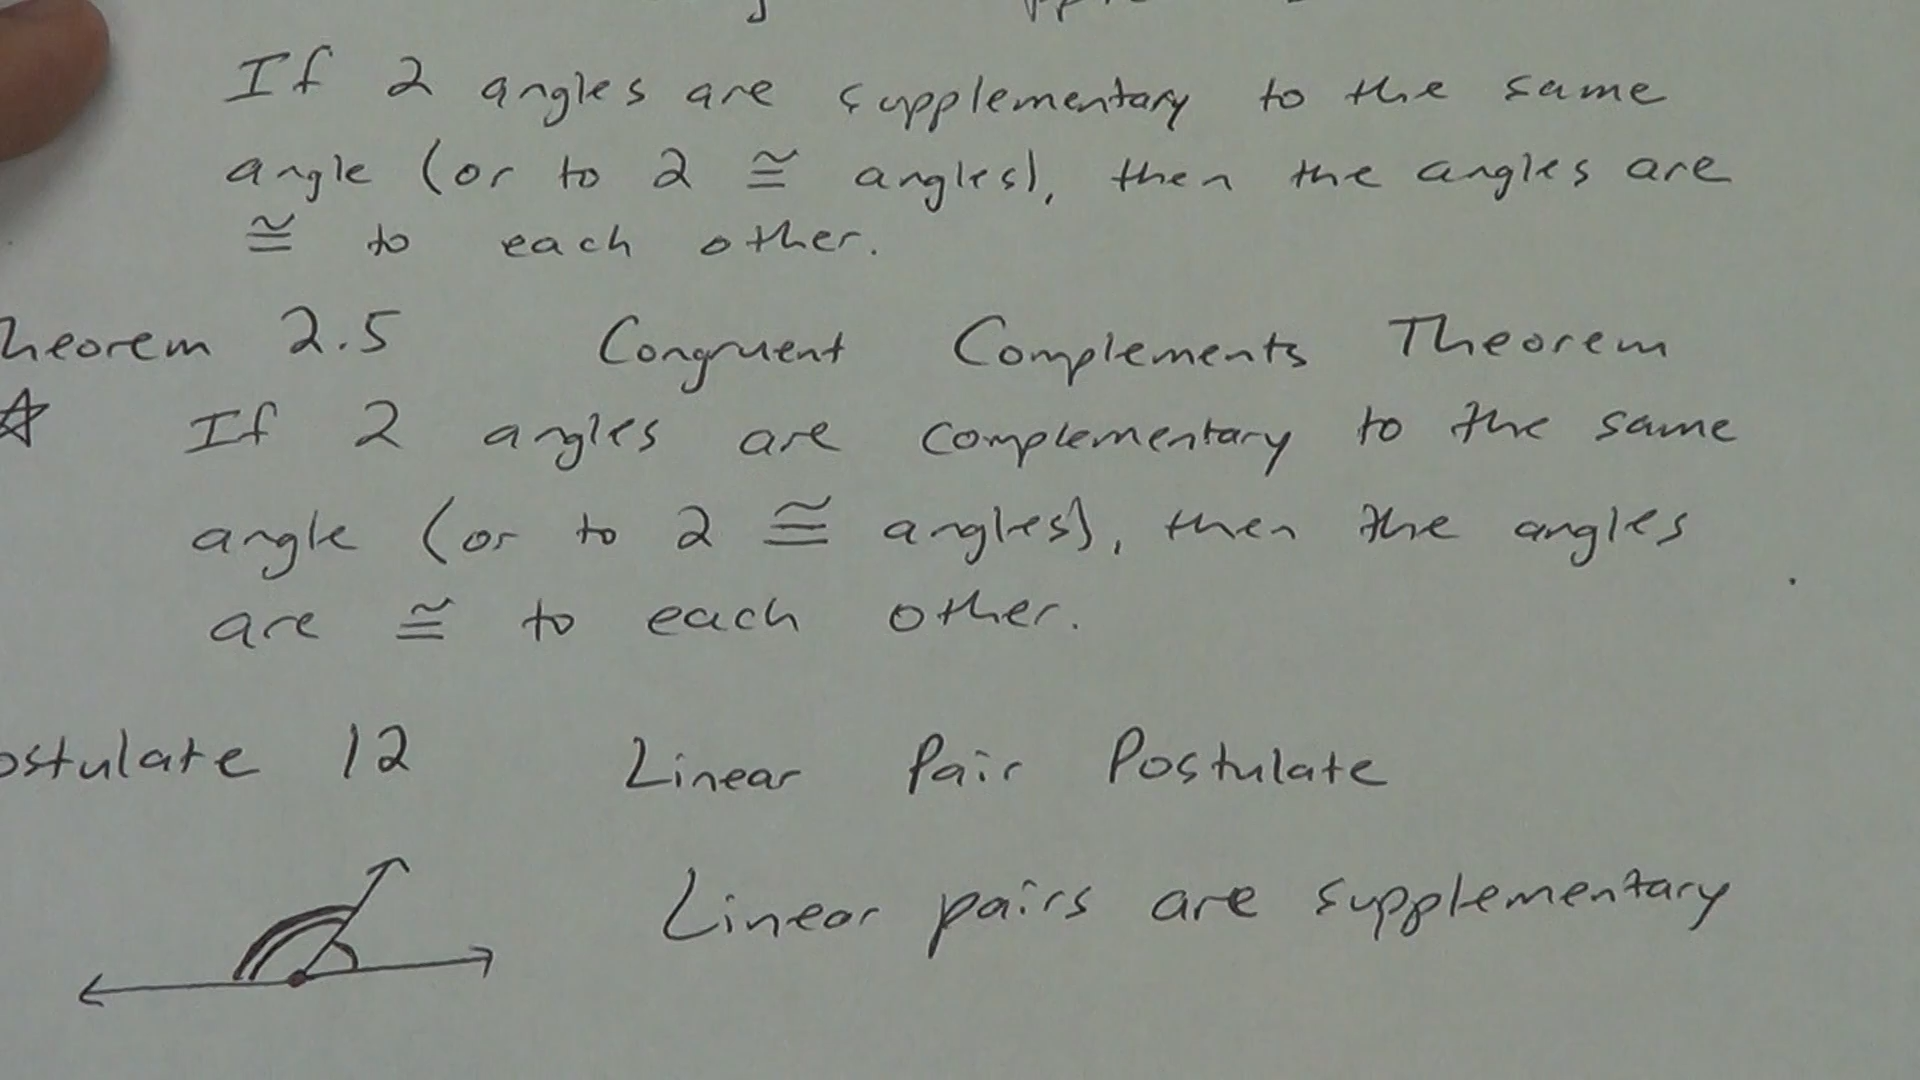 If 2 angles are supplementary to the same
angle (or to 2 ≅ angles), then the angles are
≅ to each other.
heorem 2.5 Congruent Complements Theorem
☆ If 2 angles are complementary to the same
angle (or to 2 ≅ angles), then the angles
are ≅ to each other.
ostulate 12 Linear Pair Postulate
Linear pairs are supplementary